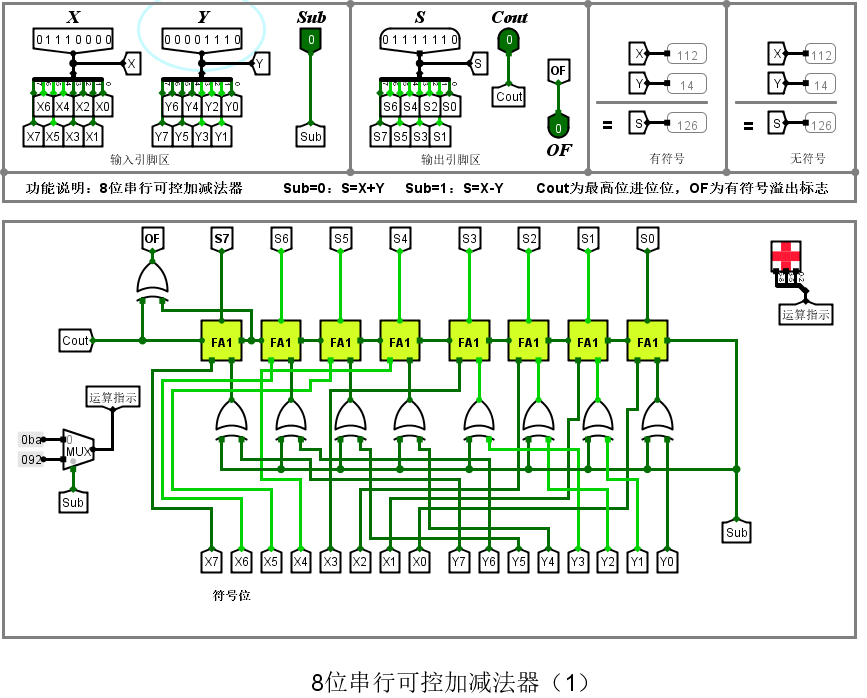 X Y Sub S Cout
01110000 00001110 0 01111110 0
X Y S OF
X 112 X 112
7 0 7 0 7 0
Y 14 Y 14
X6 X4 X2 X0 Y6 Y4 Y2 Y0 S6 S4 S2 S0 Cout
X7 X5 X3 X1 Y7 Y5 Y3 Y1 Sub S7 S5 S3 S1 0
= S 126 = S 126
OF
输入引脚区 输出引脚区 有符号 无符号
功能说明：8位串行可控加减法器 Sub=0：S=X+Y Sub=1：S=X-Y Cout为最高位进位位，OF为有符号溢出标志
OF S7 S6 S5 S4 S3 S2 S1 S0
运算指示
Cout FA1 FA1 FA1 FA1 FA1 FA1 FA1 FA1
运算指示
0ba 0
MUX
092
Sub
Sub
X7 X6 X5 X4 X3 X2 X1 X0 Y7 Y6 Y5 Y4 Y3 Y2 Y1 Y0
符号位
8位串行可控加减法器（1）